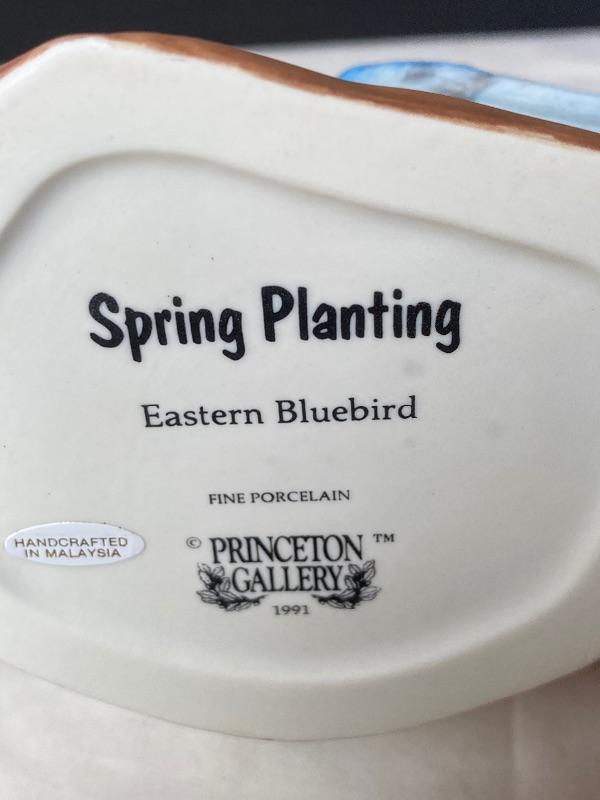 Spring Planting
Eastern Bluebird
FINE PORCELAIN
HANDCRAFTED
IN MALAYSIA
© PRINCETON ™
GALLERY
1991